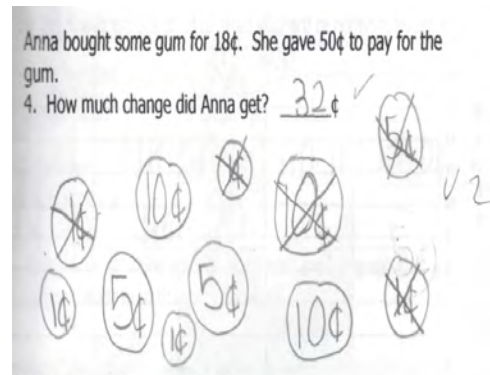 Anna bought some gum for 18¢. She gave 50¢ to pay for the
gum.
4. How much change did Anna get? 32 ¢ ✓
5¢
1¢
10¢ 10¢ ✓ 2
1¢
5¢ 5¢
1¢ 10¢ 1¢
1¢